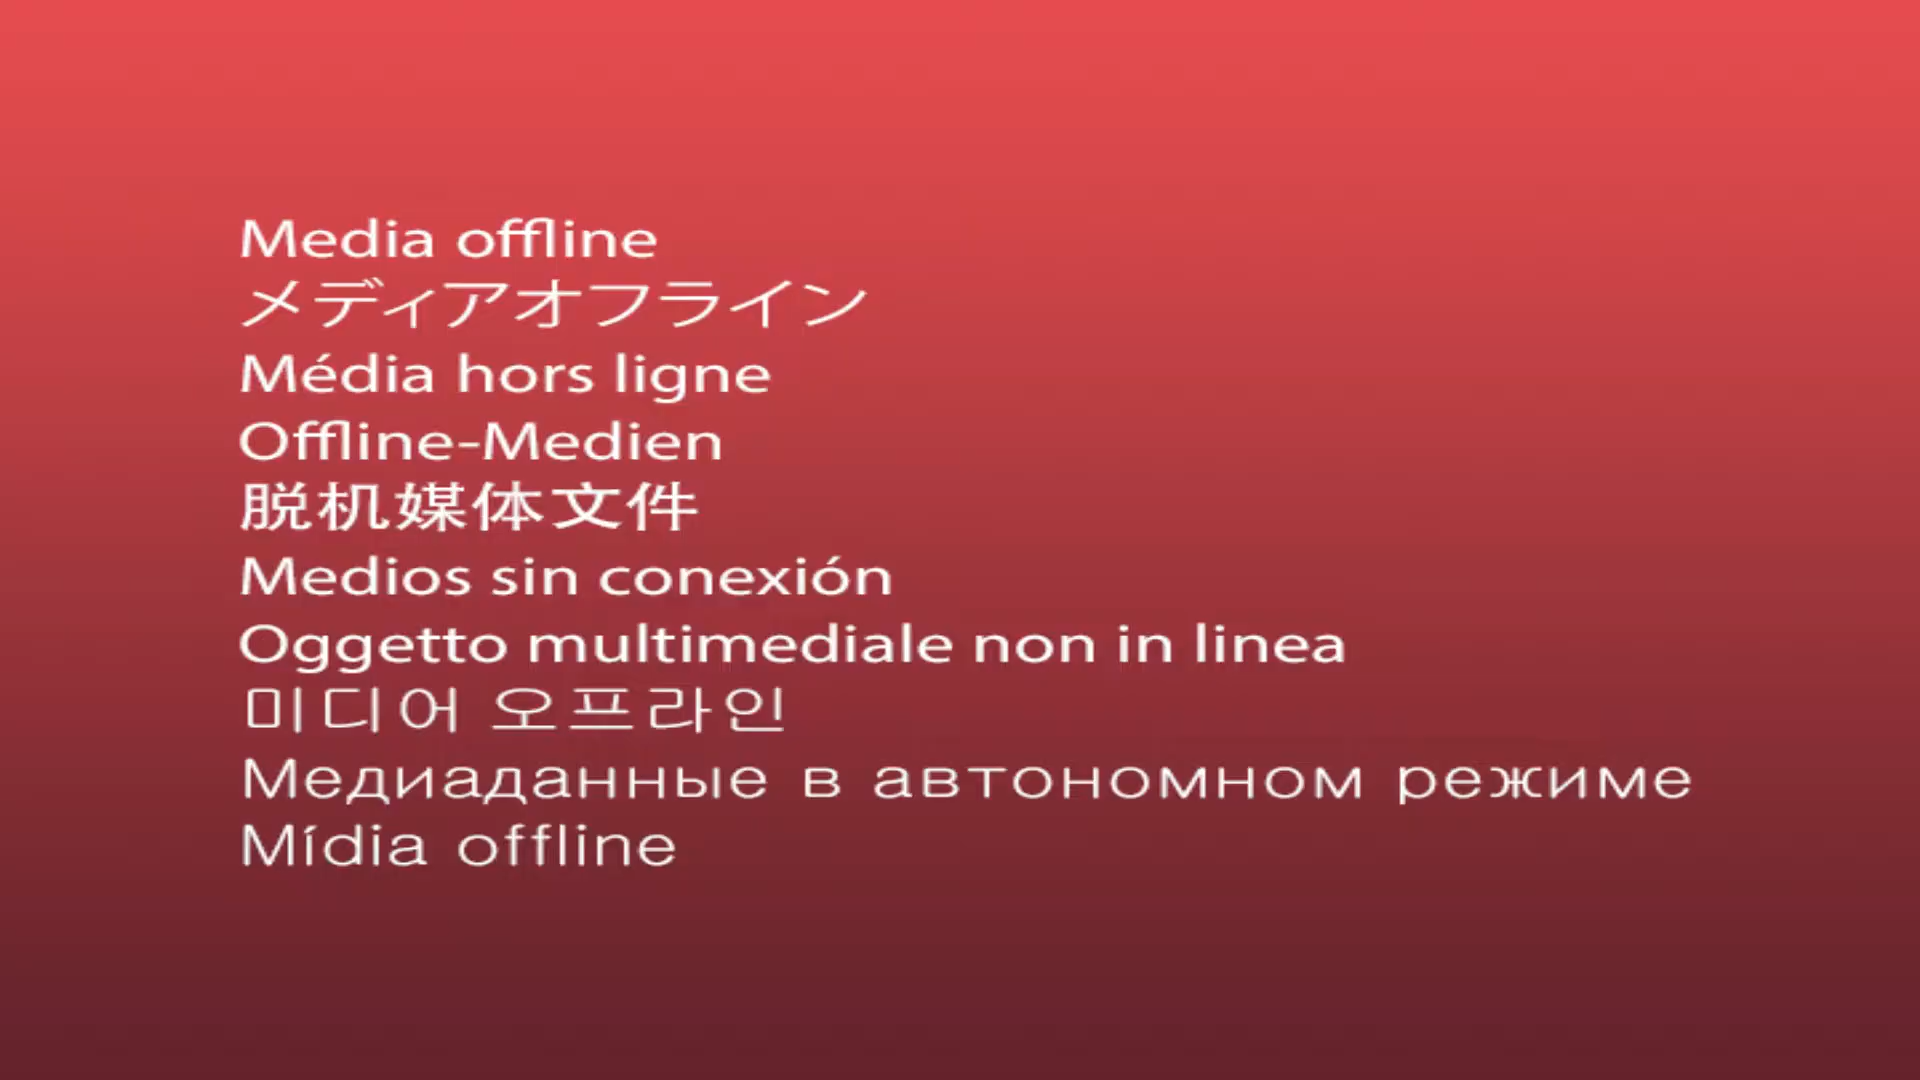 Media offline
メディアオフライン
Média hors ligne
Offline-Medien
脱机媒体文件
Medios sin conexión
Oggetto multimediale non in linea
미디어 오프라인
Медиаданные в автономном режиме
Mídia offline